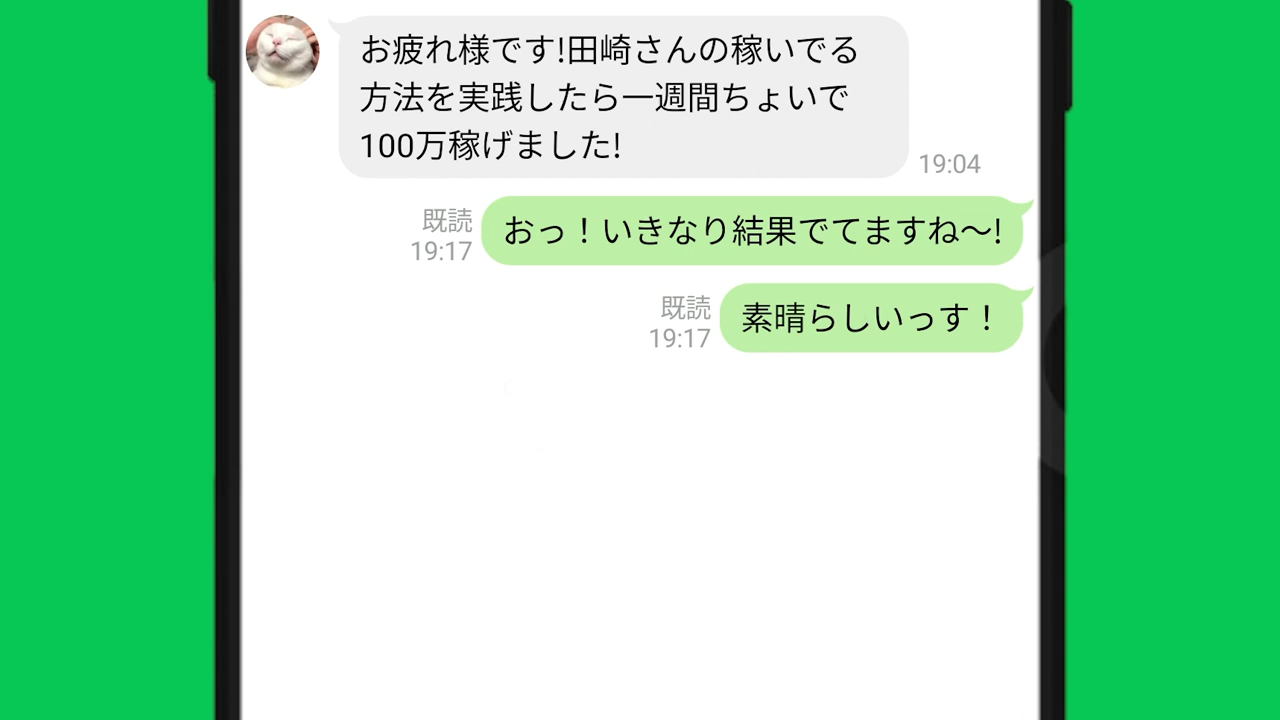 お疲れ様です!田崎さんの稼いでる
方法を実践したら一週間ちょいで
100万稼げました!
19:04
既読
19:17
おっ！いきなり結果でてますね〜!
既読
19:17
素晴らしいっす！